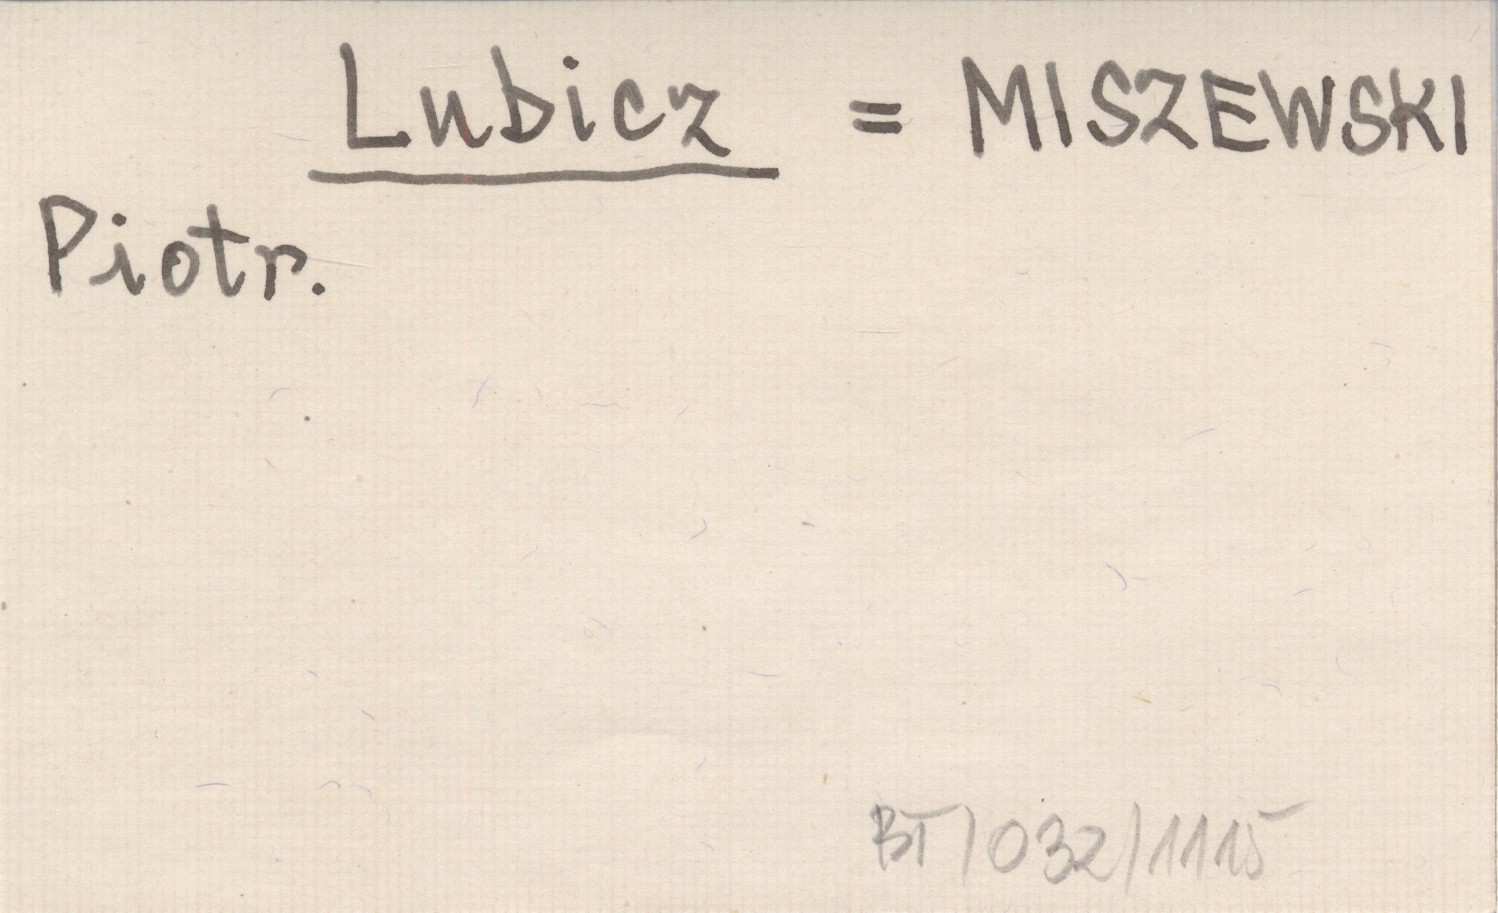 Lubicz = MISZEWSKI
Piotr.
BT/032/1115